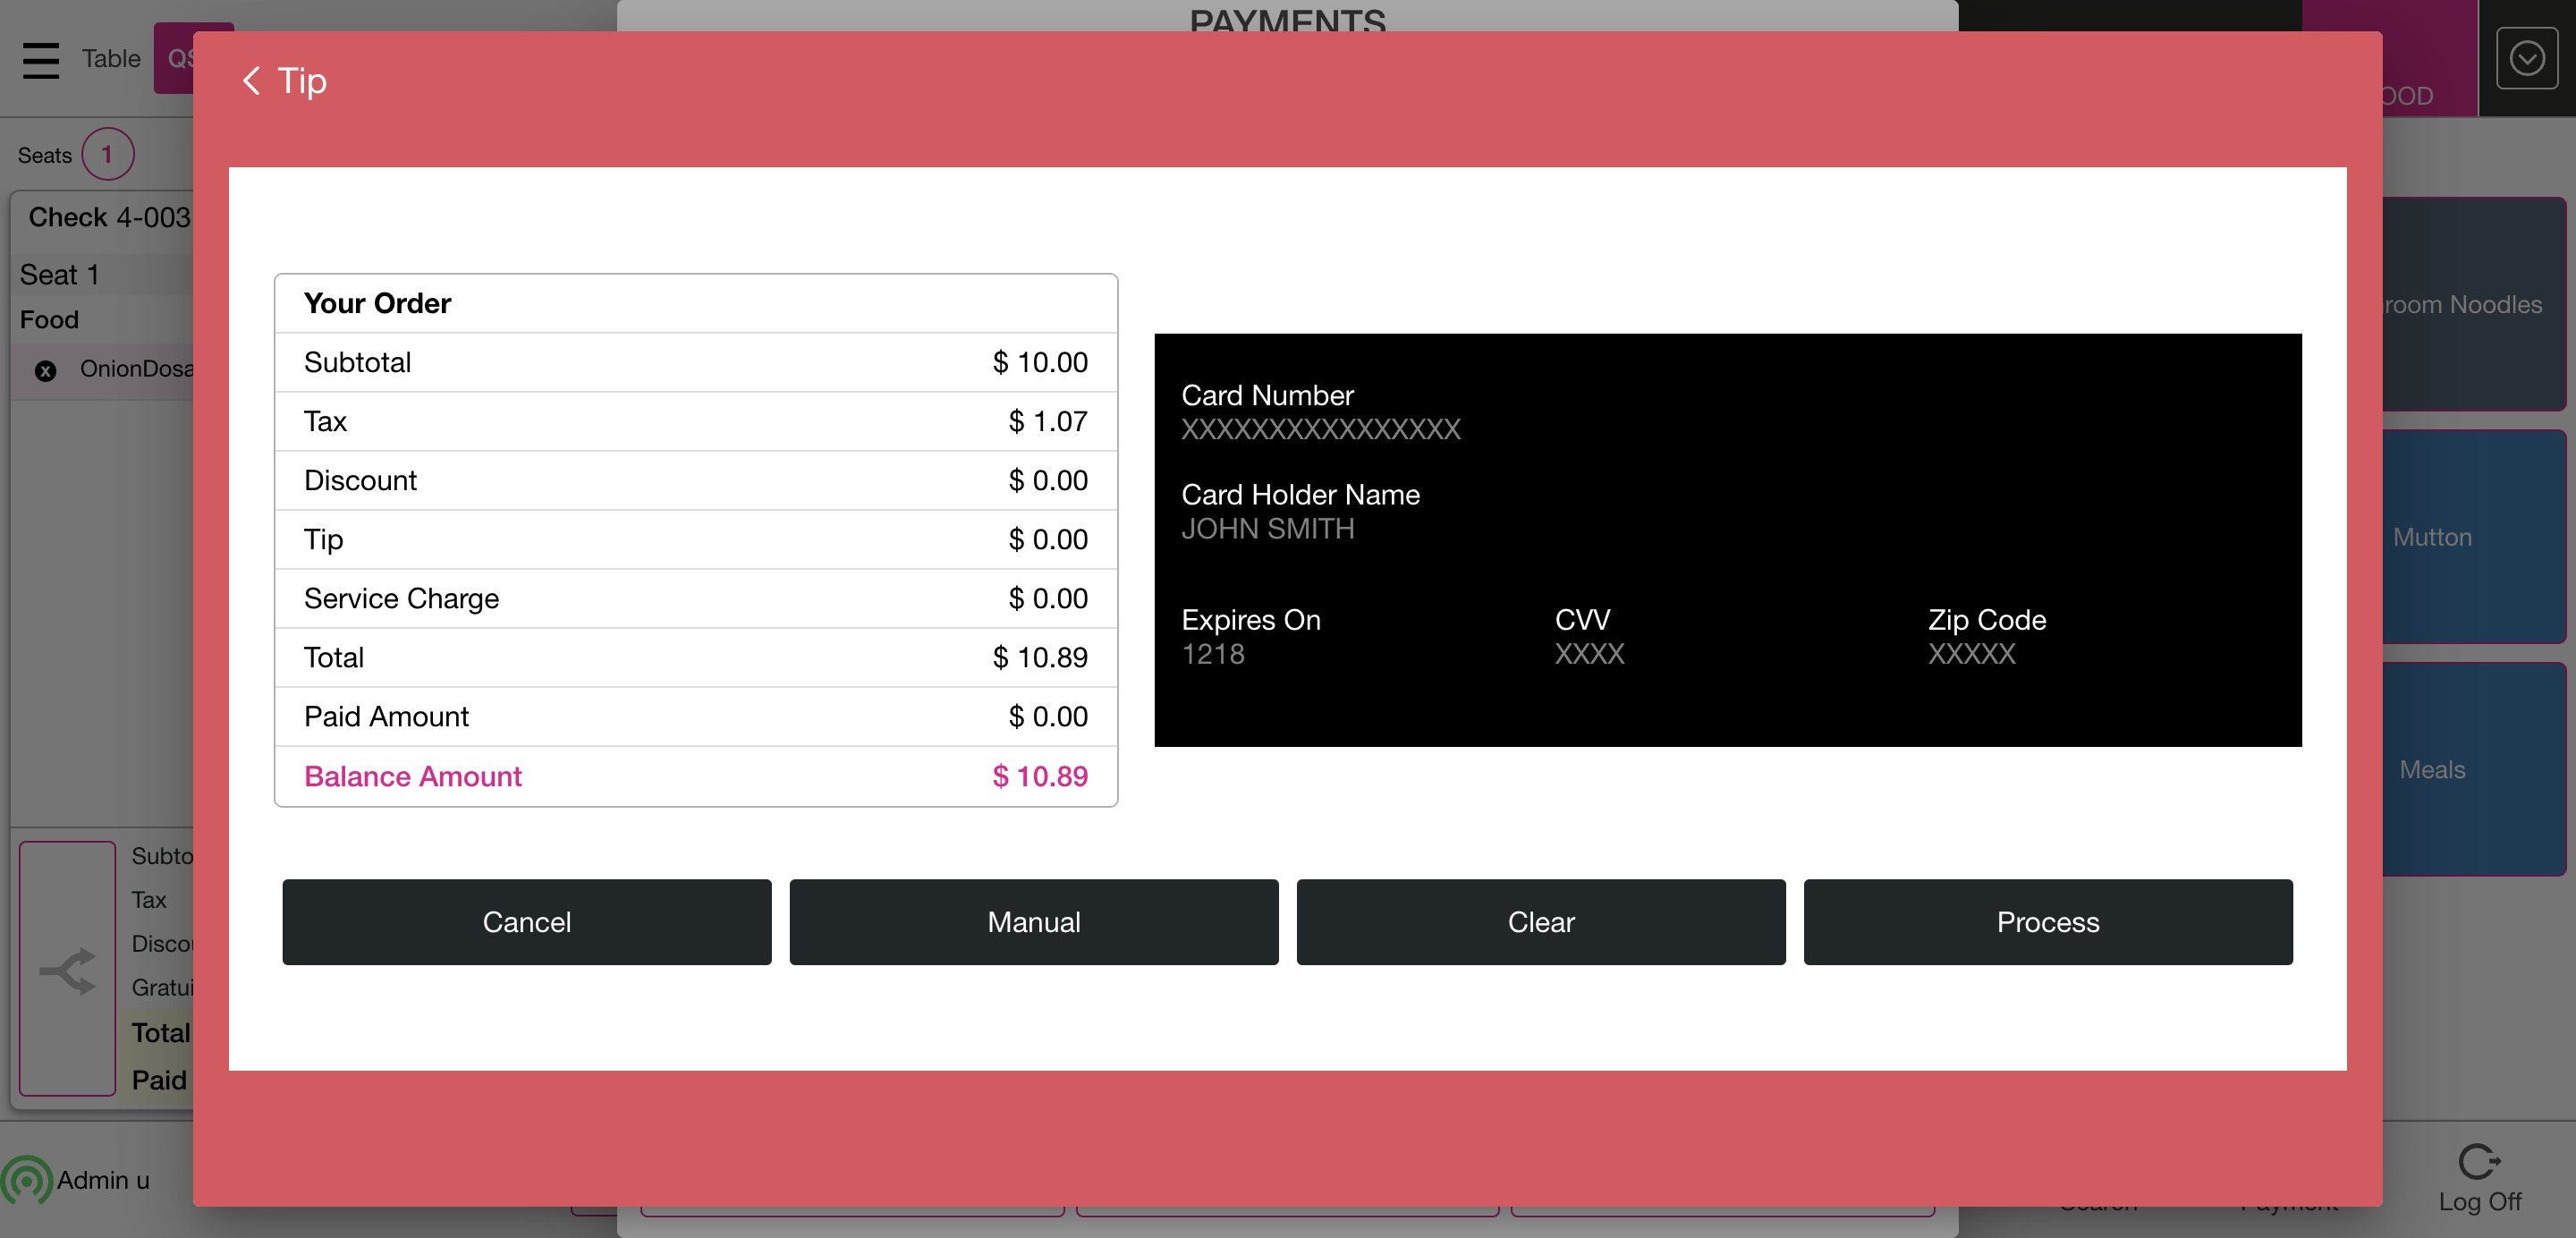 PAYMENTS
Table
QS
OOD
Tip
Seats 1
Check 4-003
Seat 1
Food
x OnionDosa
Your Order
Subtotal $ 10.00
Tax $ 1.07
Discount $ 0.00
Tip $ 0.00
Service Charge $ 0.00
Total $ 10.89
Paid Amount $ 0.00
Balance Amount $ 10.89
Card Number
XXXXXXXXXXXXXXXX
Card Holder Name
JOHN SMITH
Expires On CVV Zip Code
1218 XXXX XXXXX
room Noodles
Mutton
Meals
Cancel Manual Clear Process
Subto
Tax
Disco
Gratui
Total
Paid
Admin u
Search Payment
Log Off